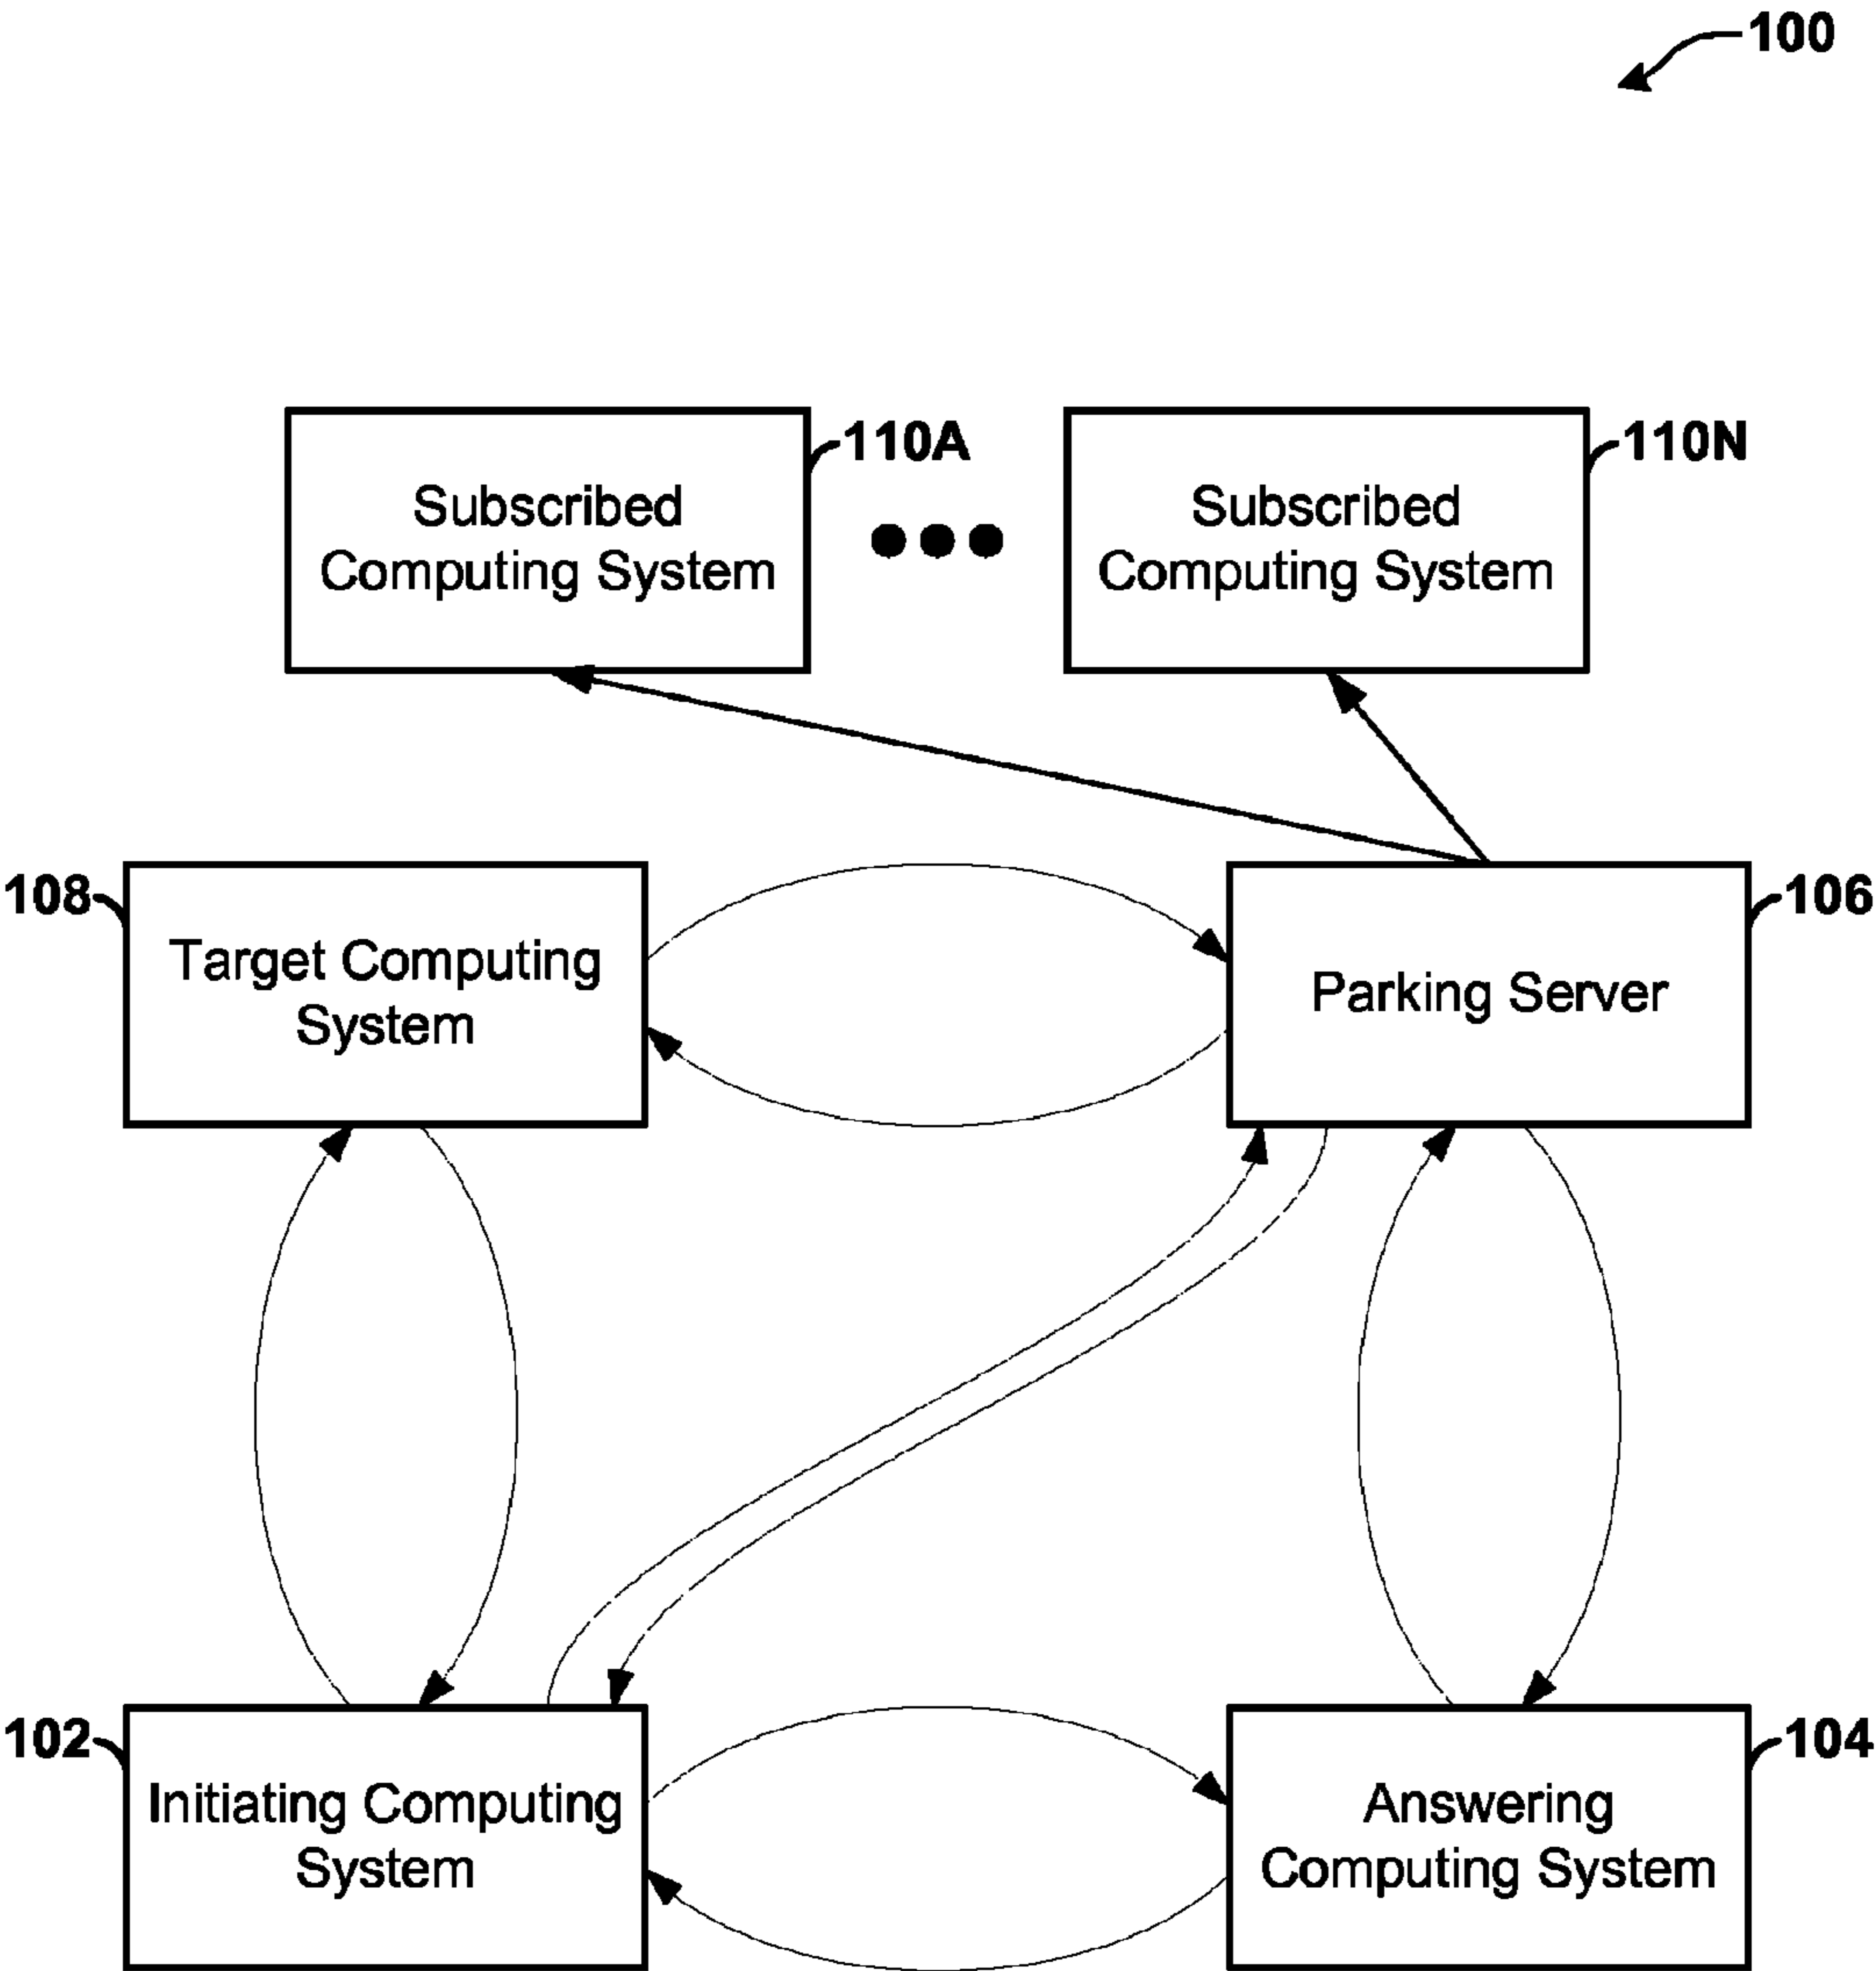 100
110A
110N
Subscribed
Computing System
Subscribed
Computing System
108
106
Target Computing
System
Parking Server
102
104
Initiating Computing
System
Answering
Computing System